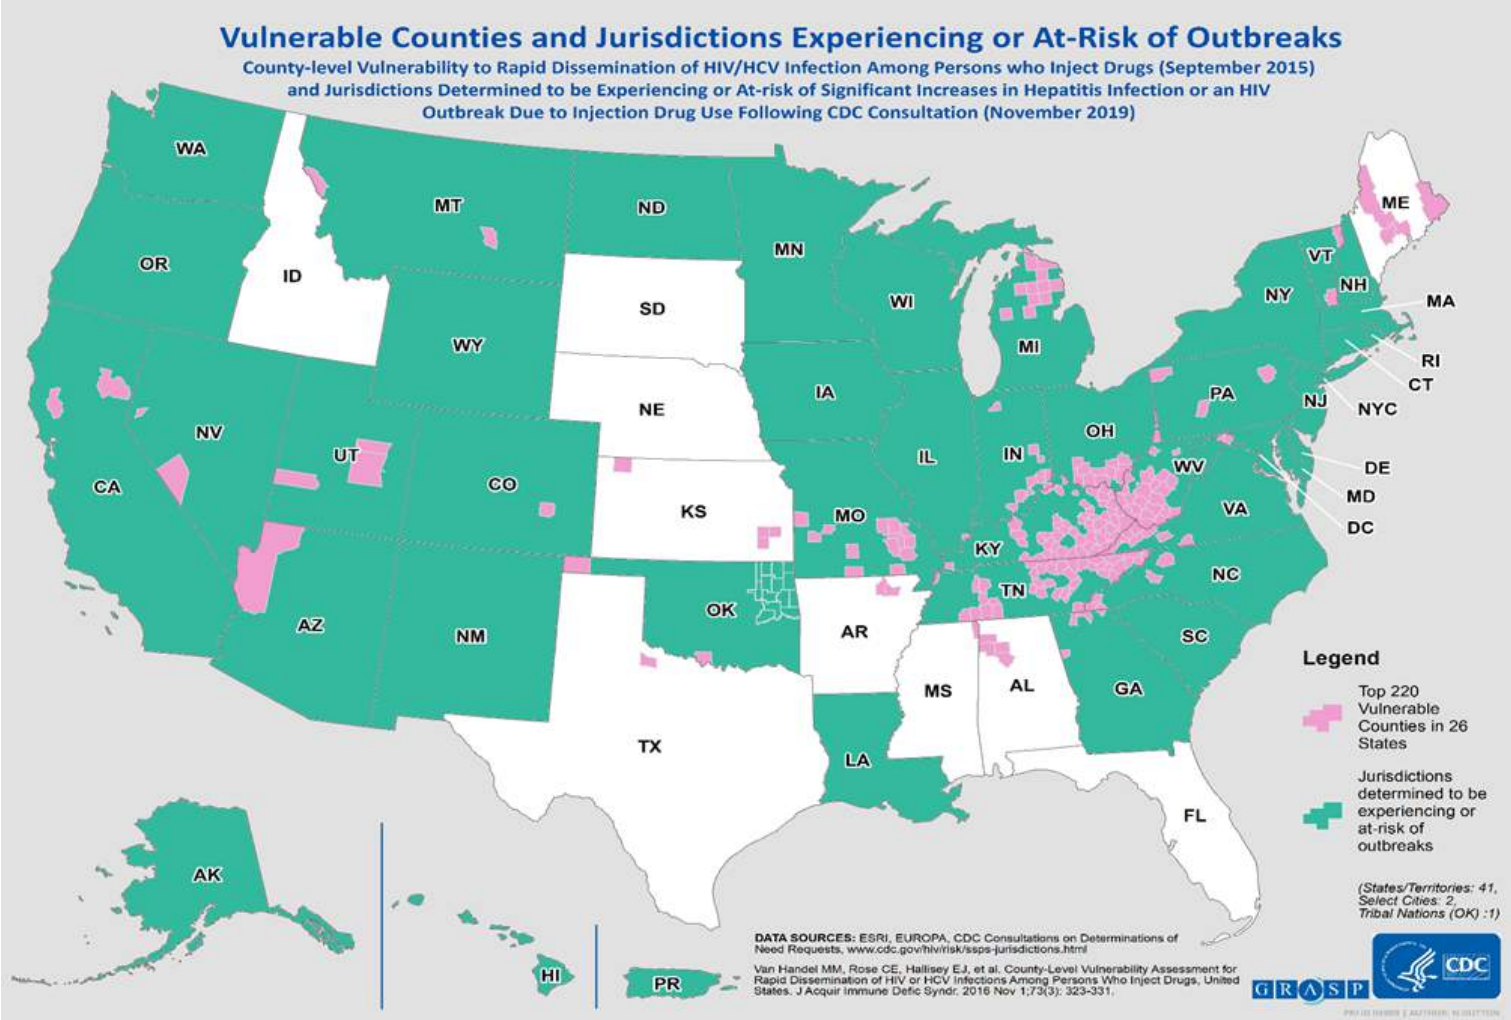 Vulnerable Counties and Jurisdictions Experiencing or At-Risk of Outbreaks
County-level Vulnerability to Rapid Dissemination of HIV/HCV Infection Among Persons who Inject Drugs (September 2015)
and Jurisdictions Determined to be Experiencing or At-risk of Significant Increases in Hepatitis Infection or an HIV
Outbreak Due to Injection Drug Use Following CDC Consultation (November 2019)
WA
MT
ND
MN
ME
OR
ID
VT
SD
WI
NY
NH
MA
WY
MI
RI
CT
IA
PA
NJ
NYC
NE
NV
UT
OH
IL
IN
WV
DE
CA
CO
MD
KS
MO
VA
DC
KY
NC
TN
OK
AZ
NM
AR
SC
MS
AL
GA
TX
LA
FL
AK
HI
PR
Legend
Top 220
Vulnerable
Counties in 26
States
Jurisdictions
determined to be
experiencing or
at-risk of
outbreaks
(States/Territories: 41,
Select Cities: 2,
Tribal Nations (OK) :1)
DATA SOURCES: ESRI, EUROPA, CDC Consultations on Determinations of
Need Requests, www.cdc.gov/hiv/risk/ssps-jurisdictions.html
Van Handel MM, Rose CE, Hallisey EJ, et al. County-Level Vulnerability Assessment for
Rapid Dissemination of HIV or HCV Infections Among Persons Who Inject Drugs, United
States. J Acquir Immune Defic Syndr. 2016 Nov 1;73(3): 323-331.
GRASP
CDC